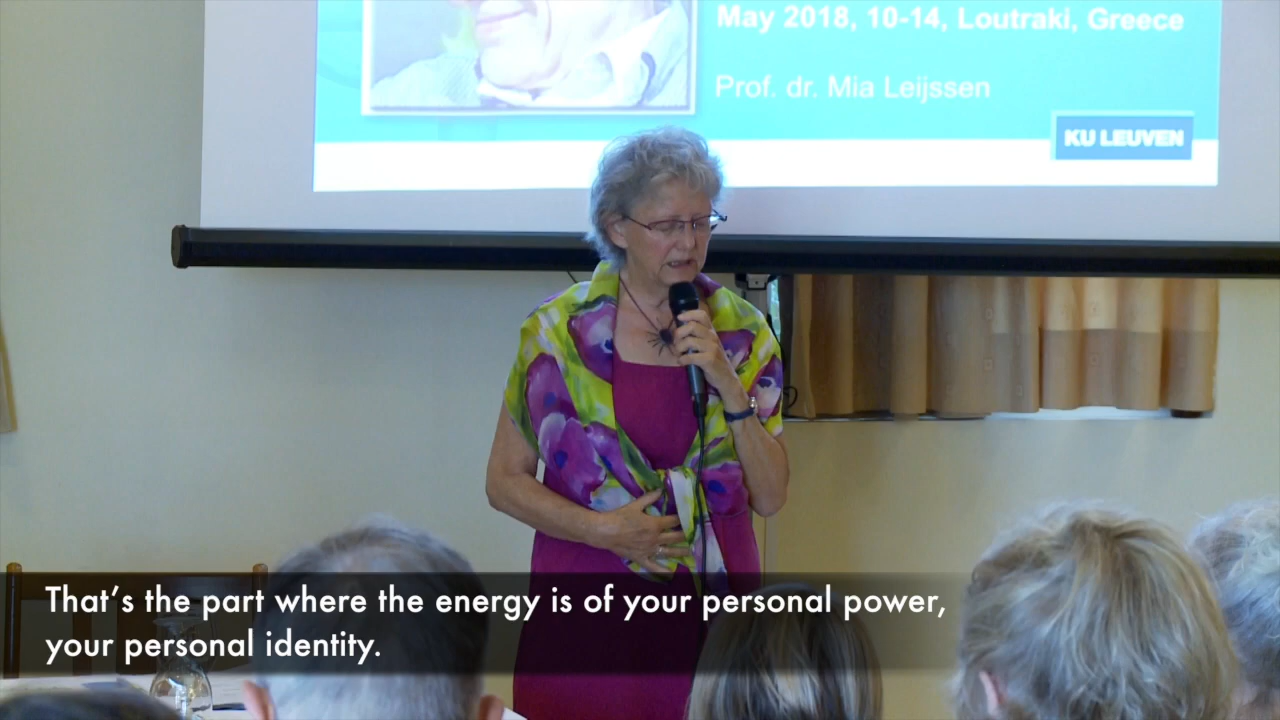 May 2018, 10-14, Loutraki, Greece
Prof. dr. Mia Leijssen
KU LEUVEN
That's the part where the energy is of your personal power,
your personal identity.